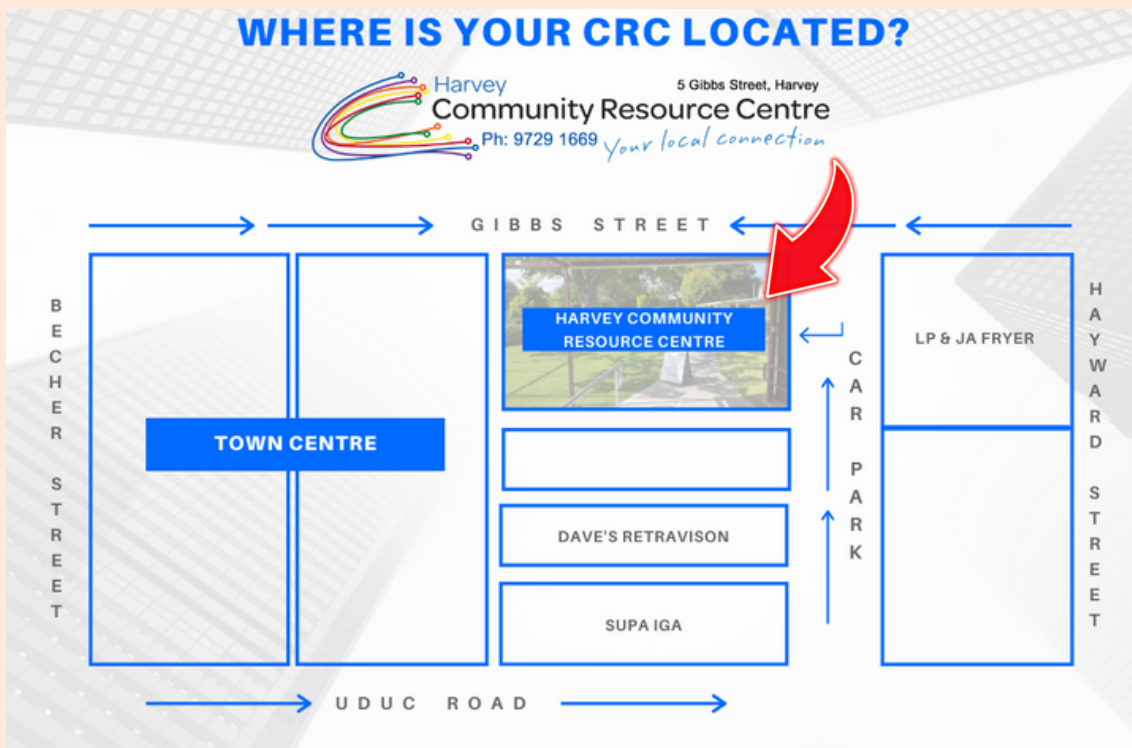 WHERE IS YOUR CRC LOCATED?
Harvey
5 Gibbs Street, Harvey
Community Resource Centre
Ph: 9729 1669
Your local connection
GIBBS STREET
BECHER STREET
TOWN CENTRE
HARVEY COMMUNITY
RESOURCE CENTRE
DAVE'S RETRAVISON
SUPA IGA
CAR PARK
LP & JA FRYER
HAYWARD STREET
UDUC ROAD